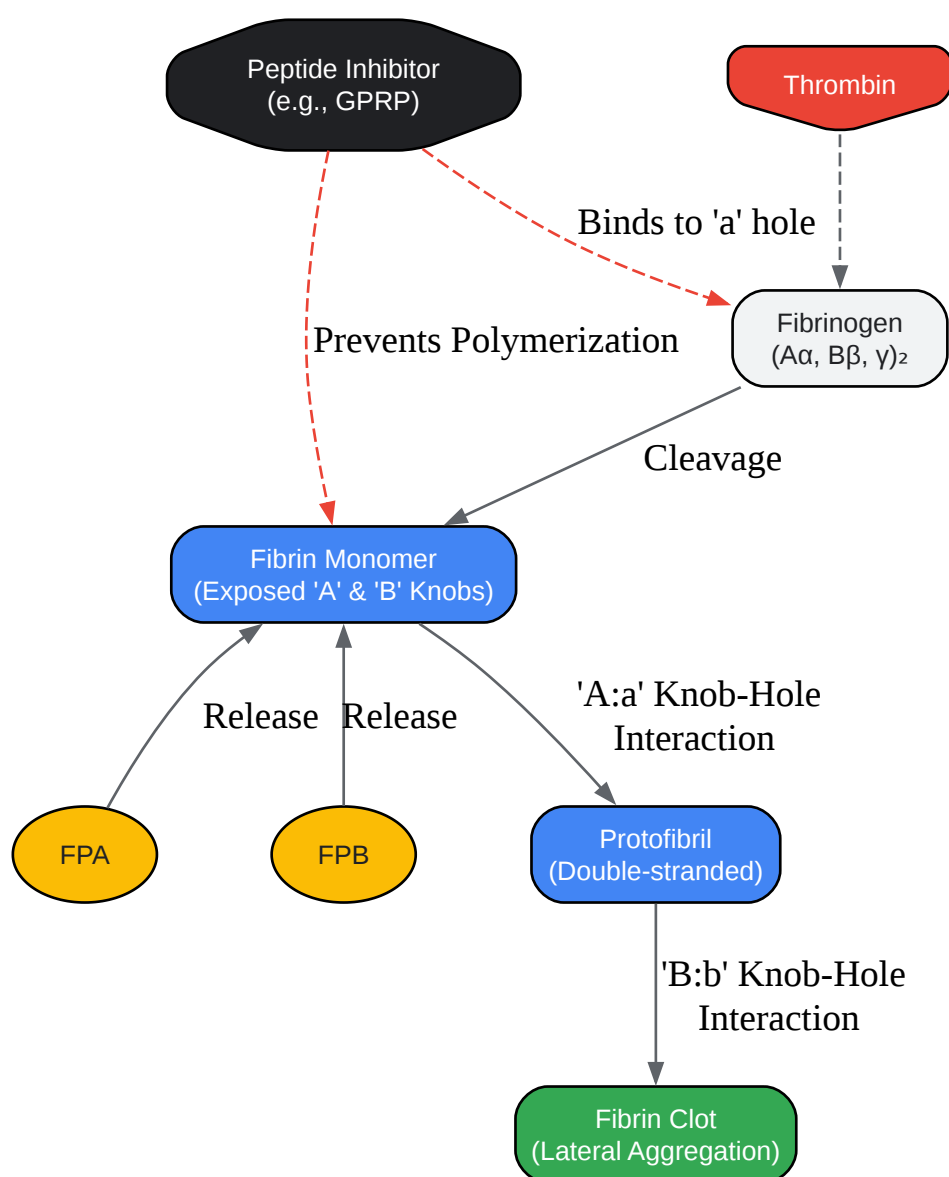 Peptide Inhibitor
(e.g., GPRP)
Thrombin
Binds to 'a' hole
Fibrinogen
(Aα, Bβ, γ)₂
Prevents Polymerization
Cleavage
Fibrin Monomer
(Exposed 'A' & 'B' Knobs)
Release
Release
'A:a' Knob-Hole
Interaction
FPA
FPB
Protofibril
(Double-stranded)
'B:b' Knob-Hole
Interaction
Fibrin Clot
(Lateral Aggregation)